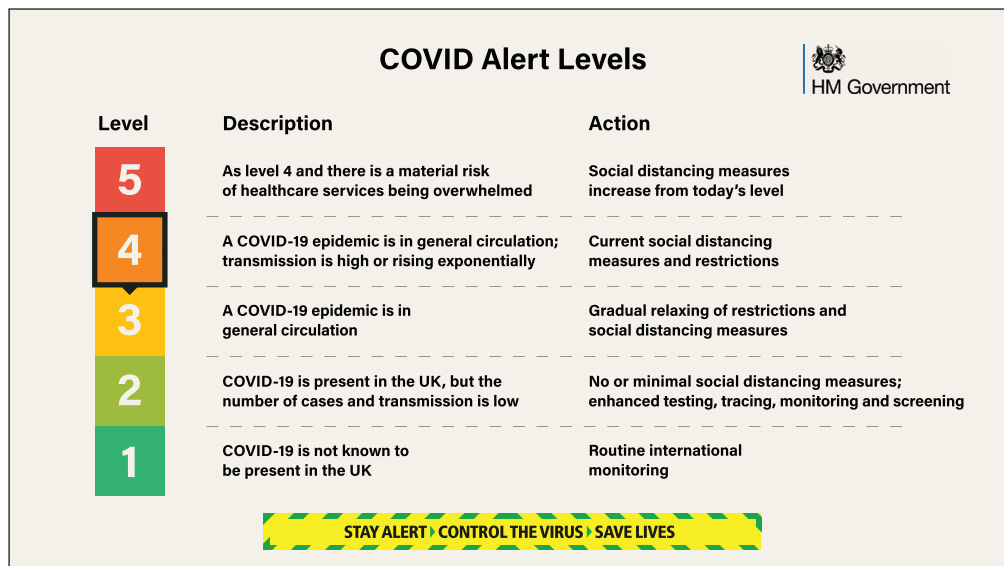 COVID Alert Levels
HM Government
Level Description Action
5
As level 4 and there is a material risk
of healthcare services being overwhelmed
Social distancing measures
increase from today's level
4
A COVID-19 epidemic is in general circulation;
transmission is high or rising exponentially
Current social distancing
measures and restrictions
3
A COVID-19 epidemic is in
general circulation
Gradual relaxing of restrictions and
social distancing measures
2
COVID-19 is present in the UK, but the
number of cases and transmission is low
No or minimal social distancing measures;
enhanced testing, tracing, monitoring and screening
1
COVID-19 is not known to
be present in the UK
Routine international
monitoring
STAY ALERT CONTROL THE VIRUS SAVE LIVES